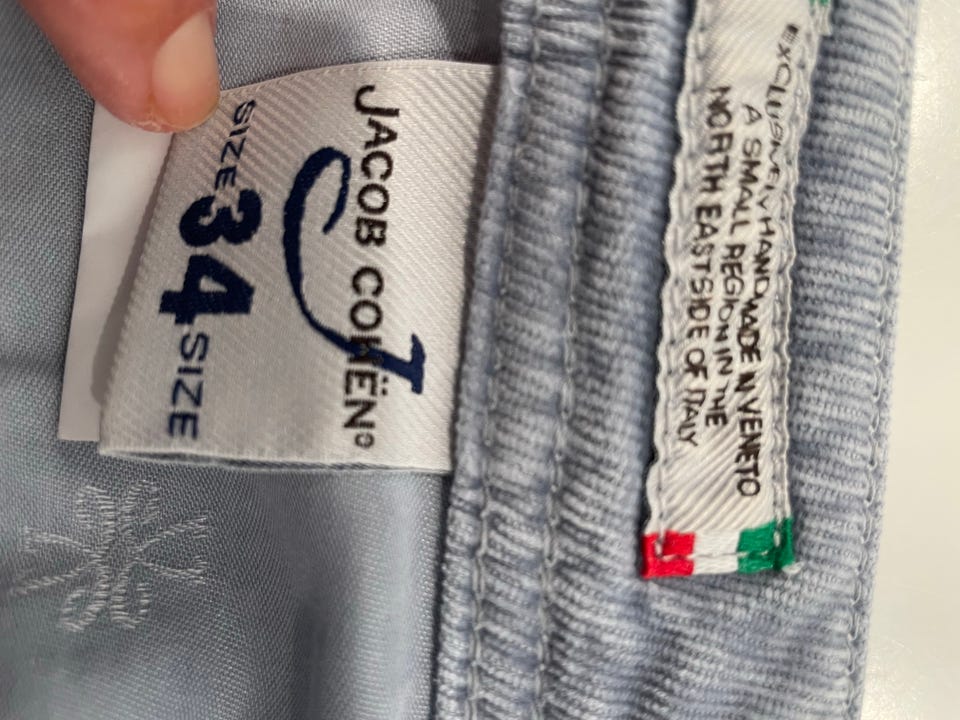 JACOB COHËN®
SIZE 34 SIZE
EXCLUSIVELY HANDMADE IN VENETO
A SMALL REGION IN THE
NORTH EAST SIDE OF ITALY